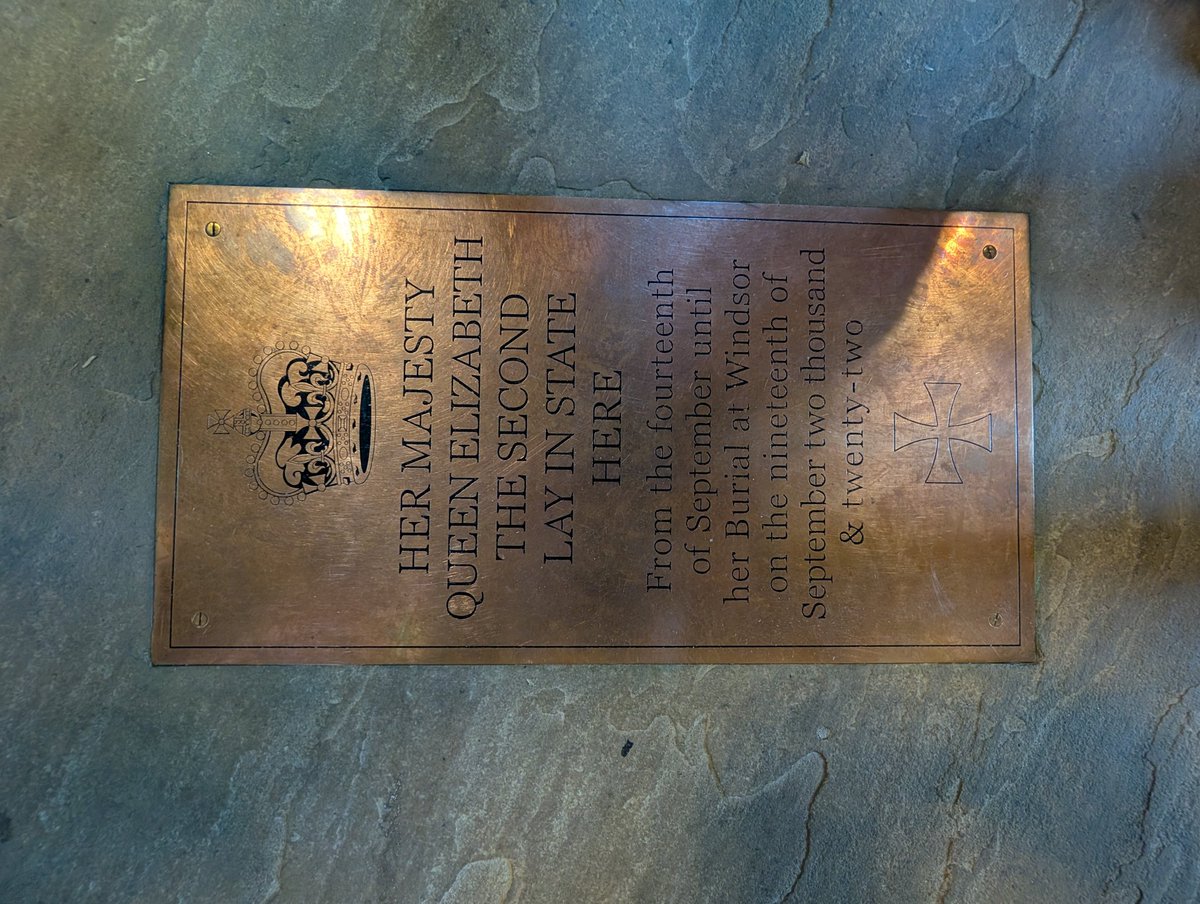 HER MAJESTY
QUEEN ELIZABETH
THE SECOND
LAY IN STATE
HERE
From the fourteenth
of September until
her Burial at Windsor
on the nineteenth of
September two thousand
& twenty-two